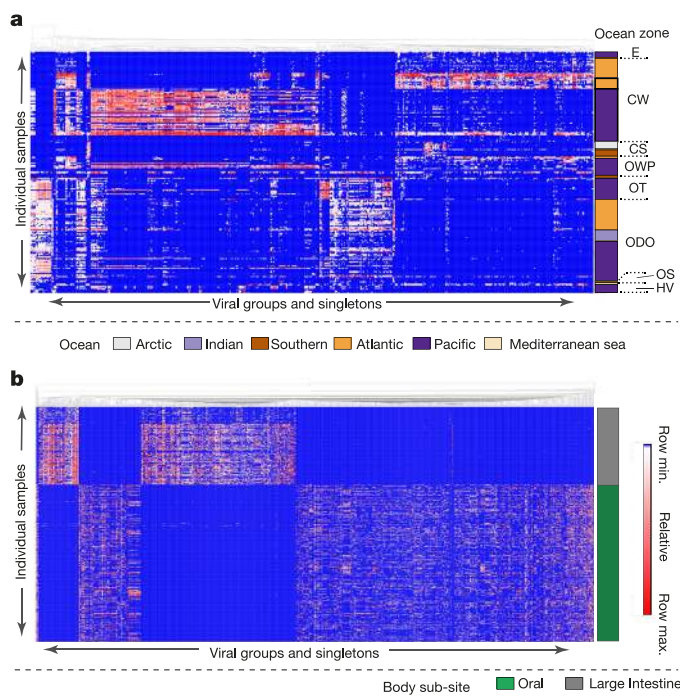 a
Ocean zone
E
CW
CS
OWP
OT
ODO
OS
HV
Individual samples
Viral groups and singletons
Ocean Arctic Indian Southern Atlantic Pacific Mediterranean sea
b
Individual samples
Row min.
Relative
Row max.
Viral groups and singletons
Body sub-site Oral Large Intestine